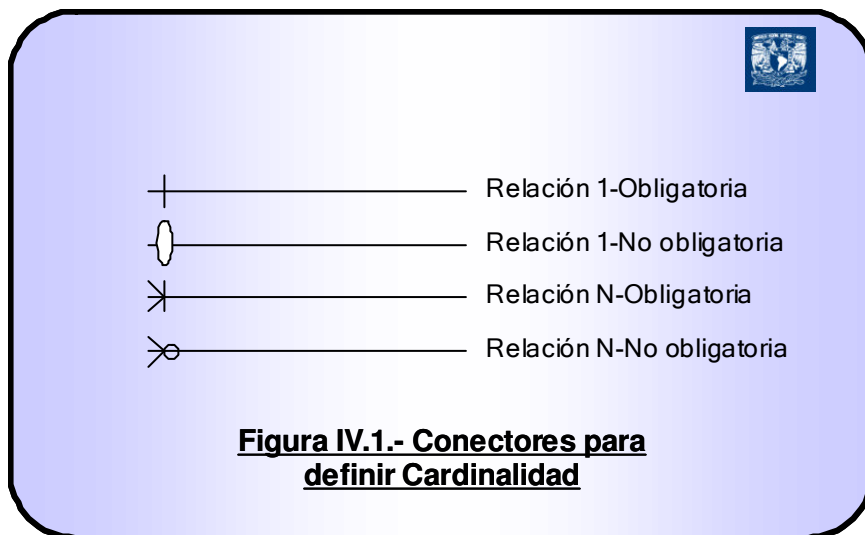 Relación 1-Obligatoria
Relación 1-No obligatoria
Relación N-Obligatoria
Relación N-No obligatoria
Figura IV.1.- Conectores para
definir Cardinalidad